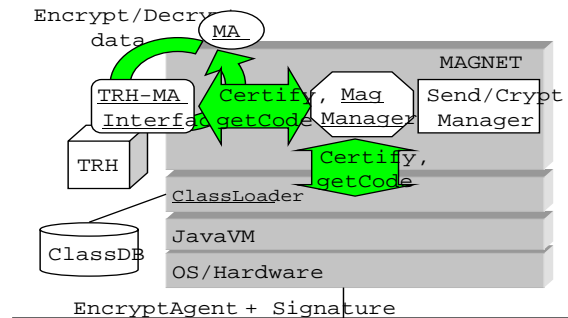 Encrypt/Decrypt
data
MA
MAGNET
TRH-MA
Interface
Certify,
getCode
Mag
Manager
Send/Crypt
Manager
TRH
Certify,
getCode
ClassLoader
JavaVM
ClassDB
OS/Hardware
EncryptAgent + Signature